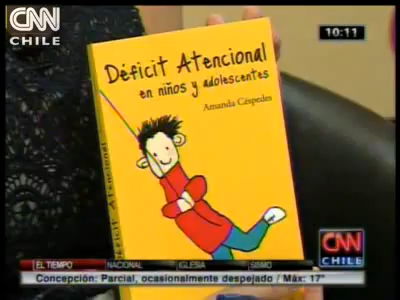 CNN
CHILE
10:11
Déficit Atencional
en niños y adolescentes
Amanda Céspedes
Déficit Atencional
CNN
CHILE
EL TIEMPO NACIONAL IGLESIA SISMO
Concepción: Parcial, ocasionalmente despejado / Máx: 17°